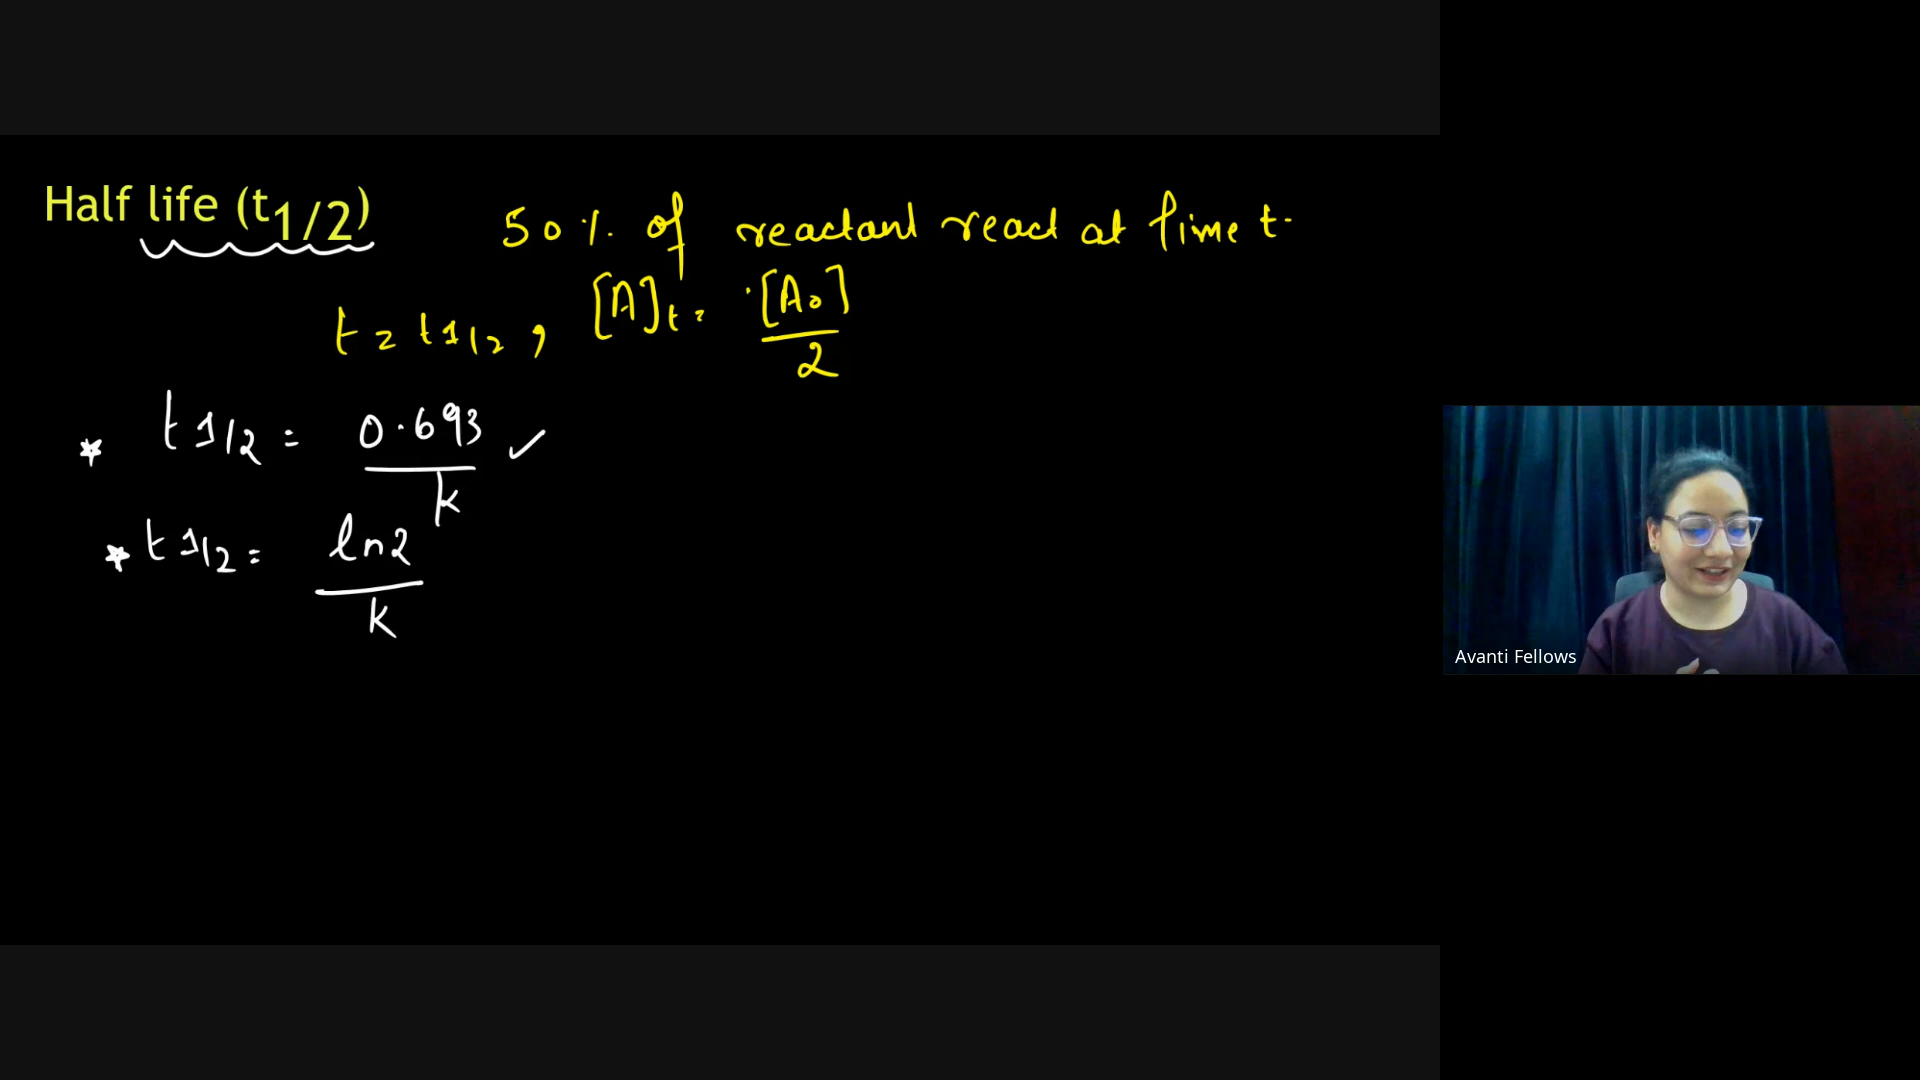 Half life (t1/2)
50% of reactant react at time t.
t = t1/2 , [A]t = [A0]/2
* t1/2 = 0.693/k ✓
* t1/2 = ln2/k
Avanti Fellows